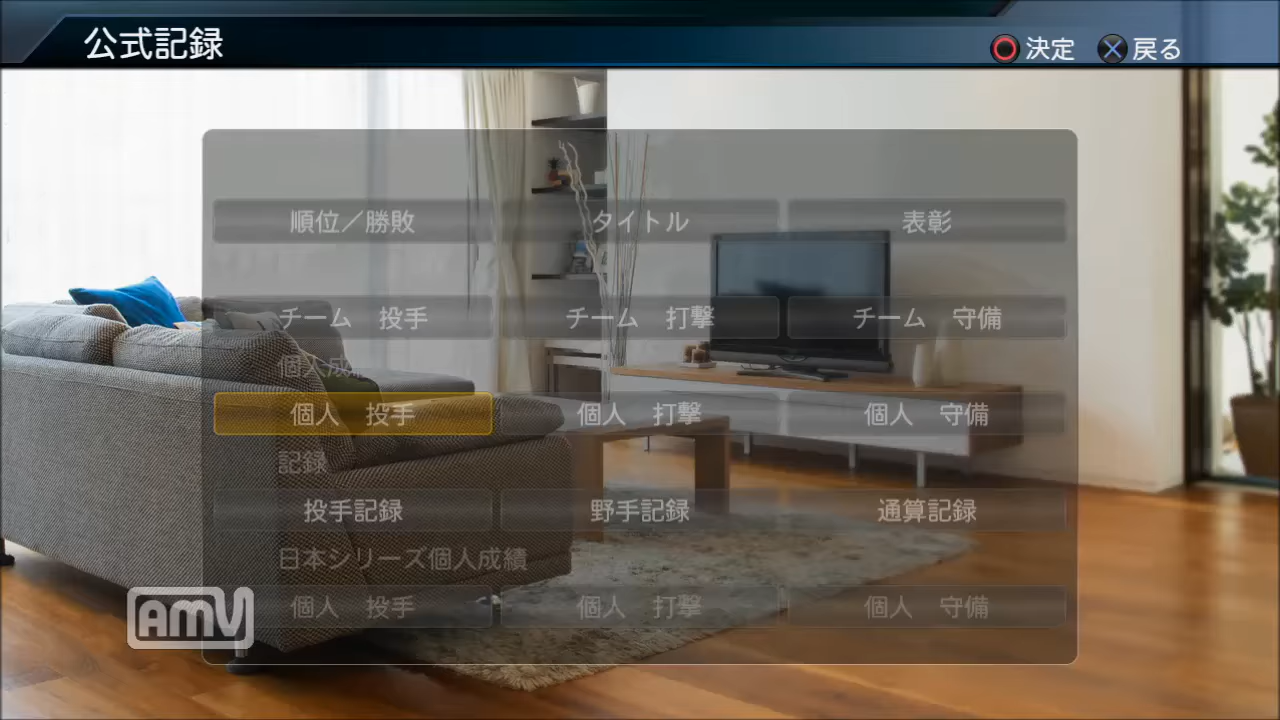 公式記録
決定 戻る
順位／勝敗 タイトル 表彰
チーム 投手 チーム 打撃 チーム 守備
個人成
個人 投手 個人 打撃 個人 守備
記録
投手記録 野手記録 通算記録
日本シリーズ個人成績
個人 投手 個人 打撃 個人 守備
AMV